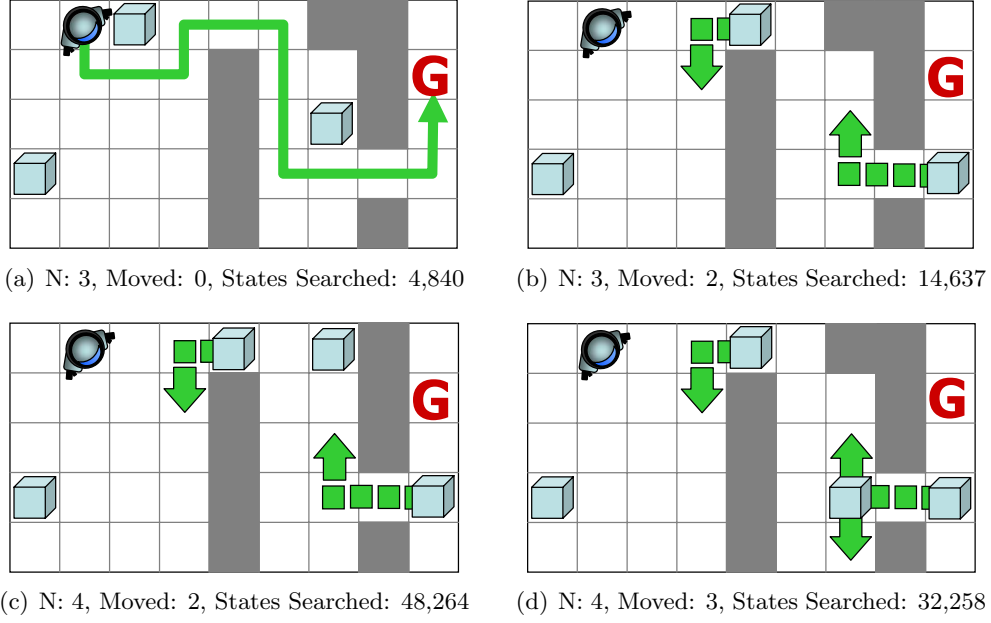 G
G
(a) N: 3, Moved: 0, States Searched: 4,840
(b) N: 3, Moved: 2, States Searched: 14,637
G
G
(c) N: 4, Moved: 2, States Searched: 48,264
(d) N: 4, Moved: 3, States Searched: 32,258